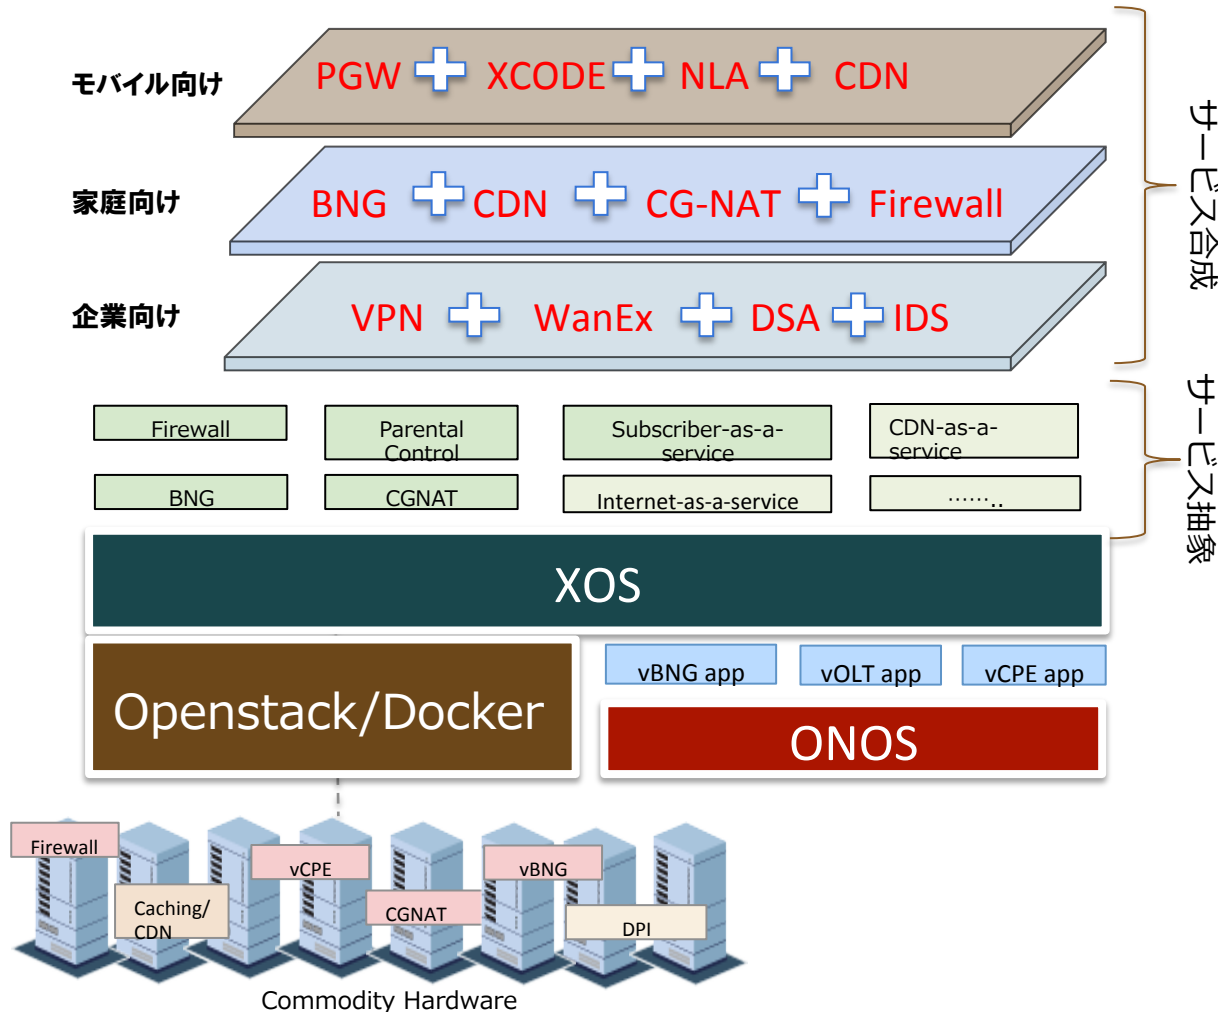 モバイル向け
PGW XCODE NLA CDN
家庭向け
BNG CDN CG-NAT Firewall
企業向け
VPN WanEx DSA IDS
サービス合成
Firewall
Parental
Control
Subscriber-as-a-
service
CDN-as-a-
service
BNG
CGNAT
Internet-as-a-service
……..
サービス抽象
XOS
Openstack/Docker
vBNG app
vOLT app
vCPE app
ONOS
Firewall
Caching/
CDN
vCPE
CGNAT
vBNG
DPI
Commodity Hardware